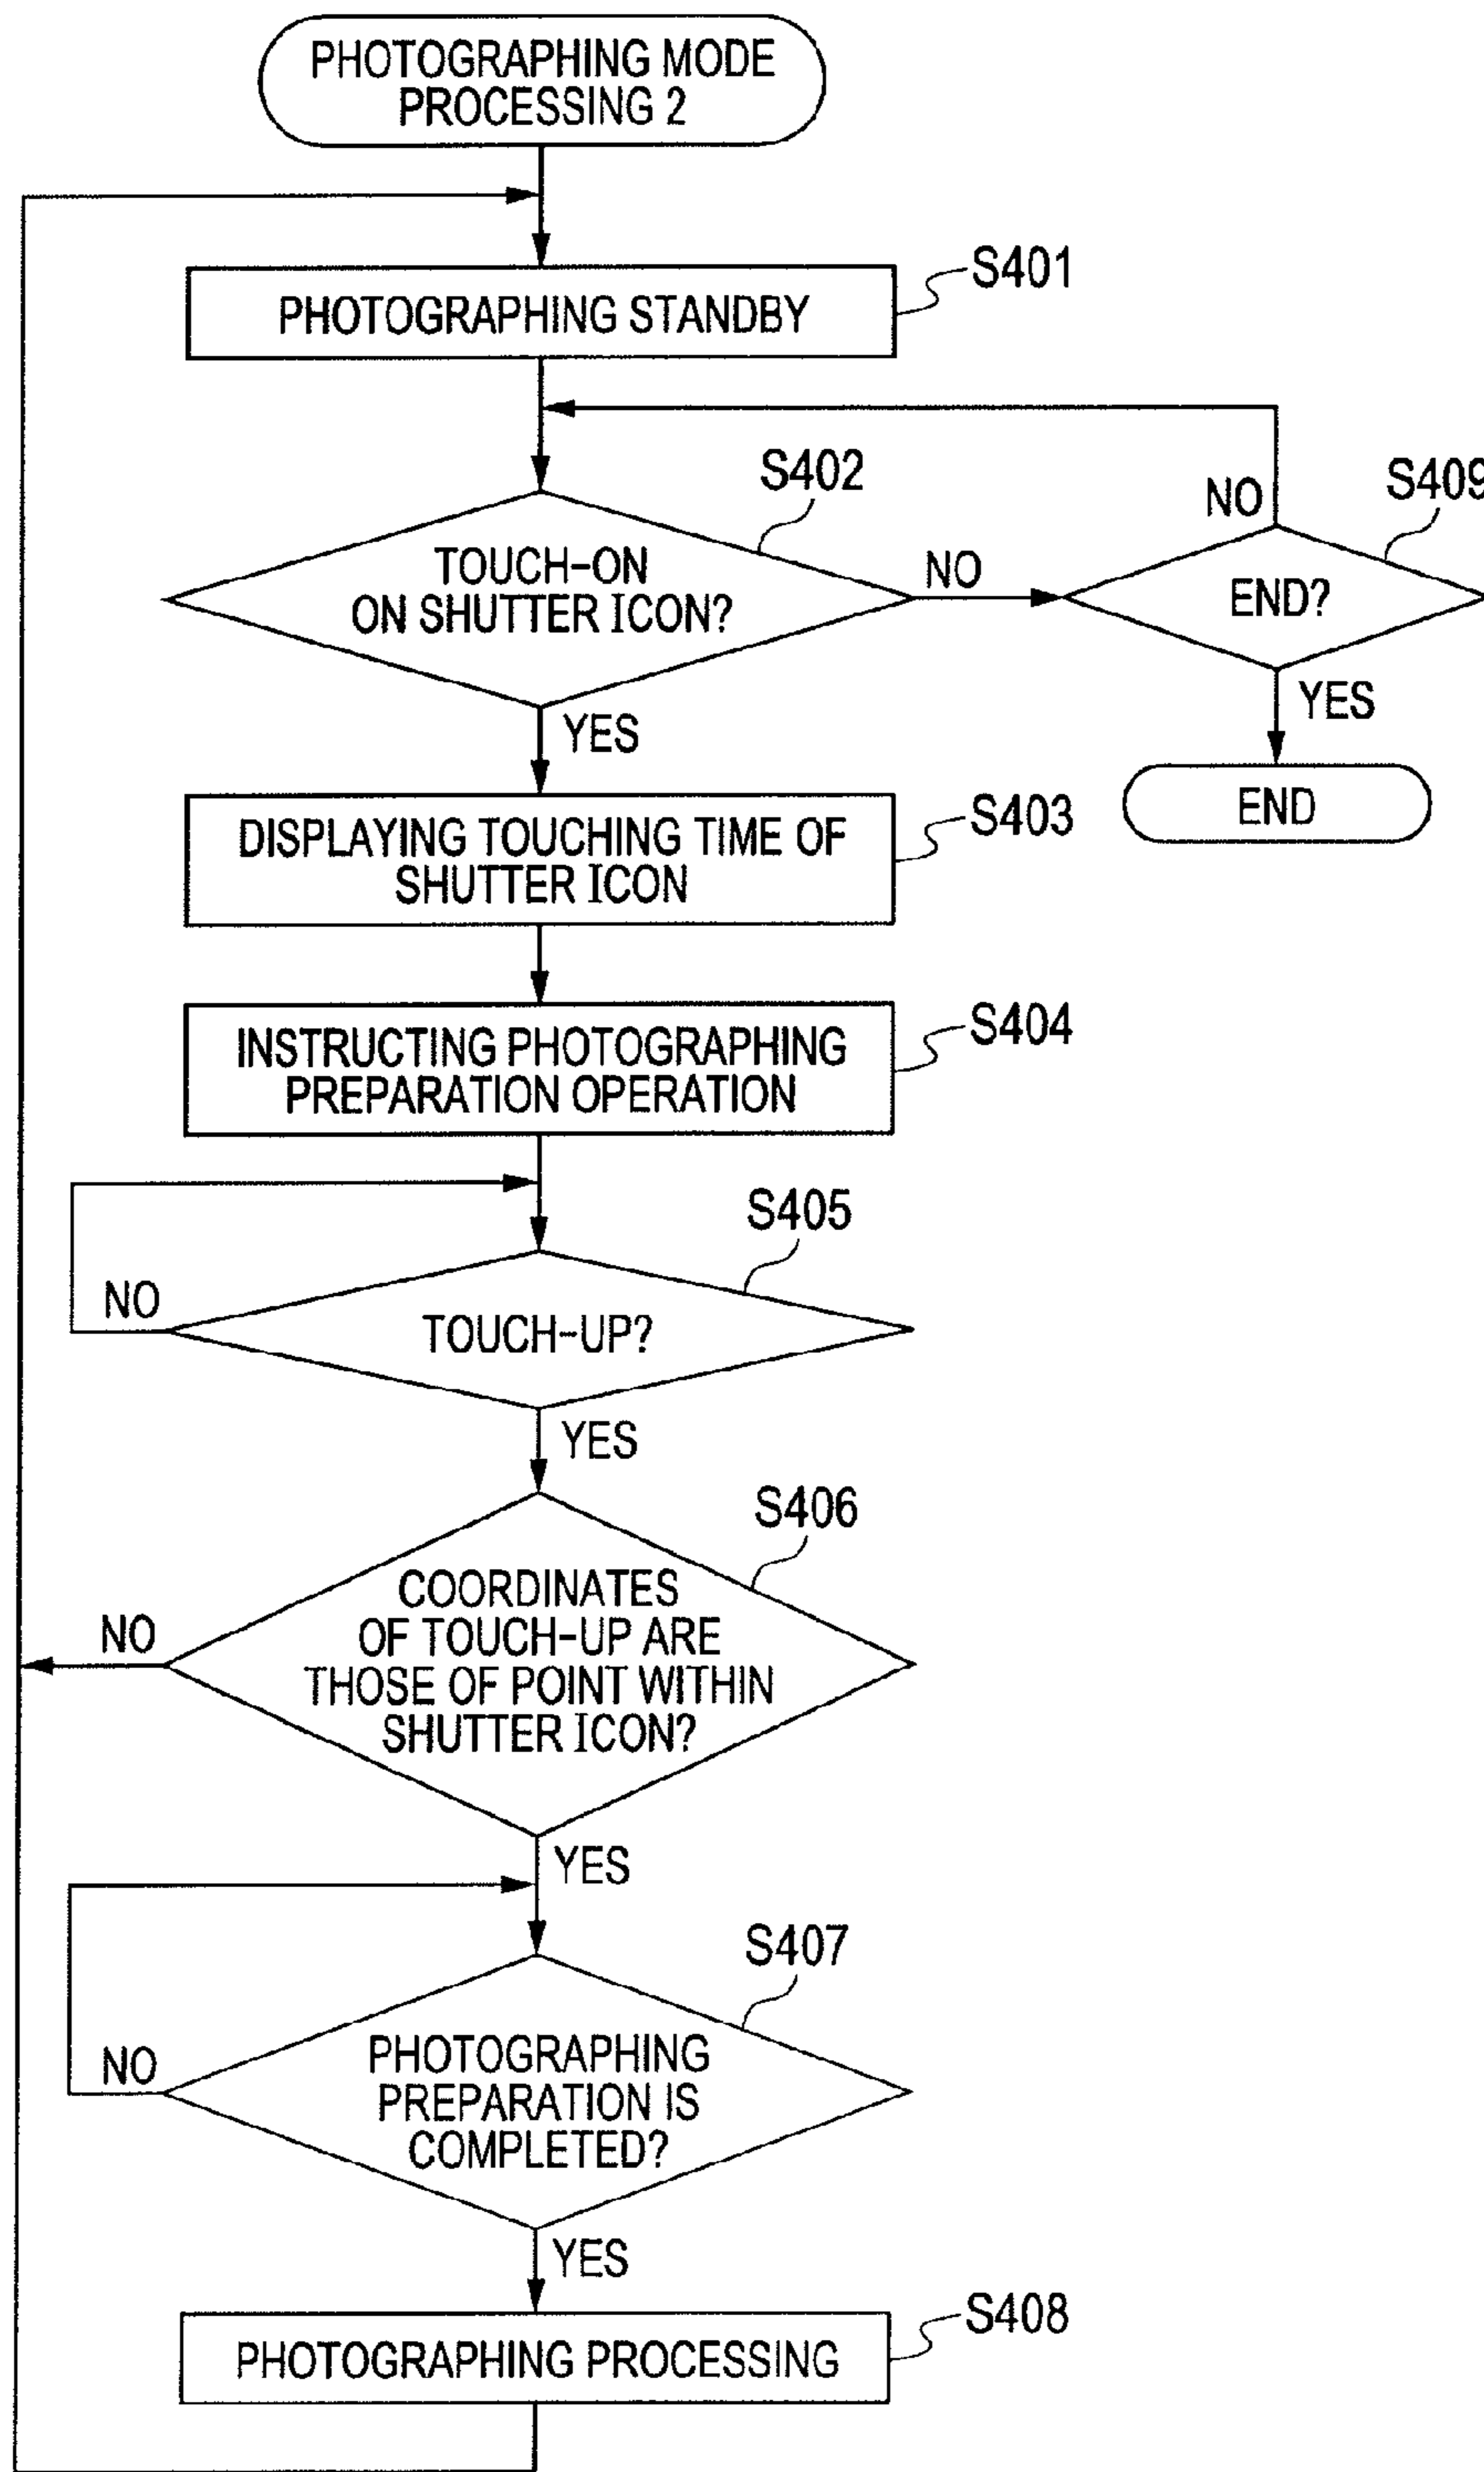 PHOTOGRAPHING MODE
PROCESSING 2
S401
PHOTOGRAPHING STANDBY
S402
S409
TOUCH-ON
ON SHUTTER ICON?
NO
NO
END?
YES
YES
END
S403
DISPLAYING TOUCHING TIME OF
SHUTTER ICON
S404
INSTRUCTING PHOTOGRAPHING
PREPARATION OPERATION
S405
NO
TOUCH-UP?
YES
S406
COORDINATES
OF TOUCH-UP ARE
THOSE OF POINT WITHIN
SHUTTER ICON?
NO
YES
S407
PHOTOGRAPHING
PREPARATION IS
COMPLETED?
NO
YES
S408
PHOTOGRAPHING PROCESSING